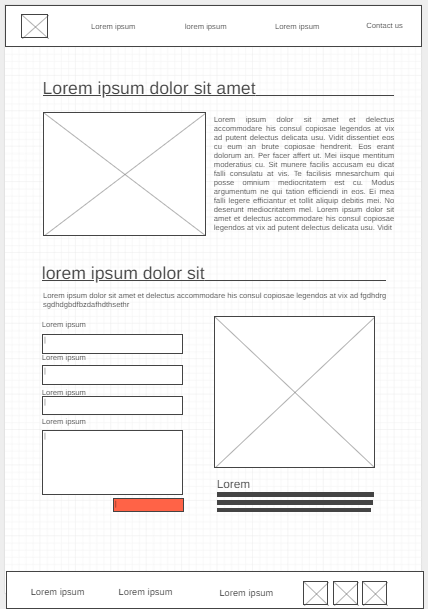 Lorem ipsum
lorem ipsum
Lorem ipsum
Contact us
Lorem ipsum dolor sit amet
Lorem ipsum dolor sit amet et delectus
accommodare his consul copiosae legendos at vix
ad putent delectus delicata usu. Vidit dissentiet eos
cu eum an brute copiosae hendrerit. Eos erant
dolorum an. Per facer affert ut. Mei iisque mentitum
moderatius cu. Sit munere facilis accusam eu dicat
falli consulatu at vis. Te facilisis mnesarchum qui
posse omnium mediocritatem est cu. Modus
argumentum ne qui tation efficiendi in eos. Ei mea
falli legere efficiantur et tollit aliquip debitis mei. No
deserunt mediocritatem mel. Lorem ipsum dolor sit
amet et delectus accommodare his consul copiosae
legendos at vix ad putent delectus delicata usu. Vidit
lorem ipsum dolor sit
Lorem ipsum dolor sit amet et delectus accommodare his consul copiosae legendos at vix ad fgdhdrg
sgdhdgbdfbzdafhdthsethr
Lorem ipsum
Lorem ipsum
Lorem ipsum
Lorem ipsum
Lorem
Lorem ipsum
Lorem ipsum
Lorem ipsum